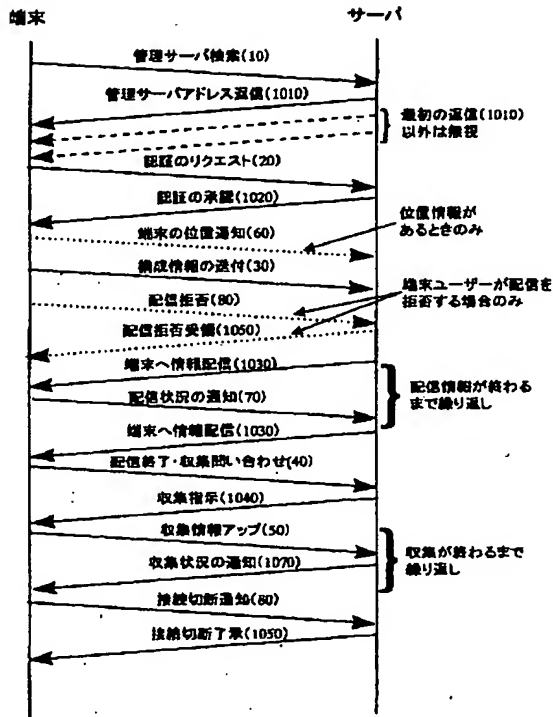 端末
サーバ
管理サーバ検索(10)
管理サーバアドレス返信(1010)
最初の返信(1010)
以外は無視
認証のリクエスト(20)
認証の承認(1020)
端末の位置通知(60)
位置情報が
あるときのみ
構成情報の送付(30)
配信拒否(80)
端末ユーザーが配信を
拒否する場合のみ
配信拒否受領(1050)
端末へ情報配信(1030)
配信状況の通知(70)
配信情報が終わる
まで繰り返し
端末へ情報配信(1030)
配信終了・収集問い合わせ(40)
収集指示(1040)
収集情報アップ(50)
収集状況の通知(1070)
収集が終わるまで
繰り返し
接続切断通知(80)
接続切断了承(1050)